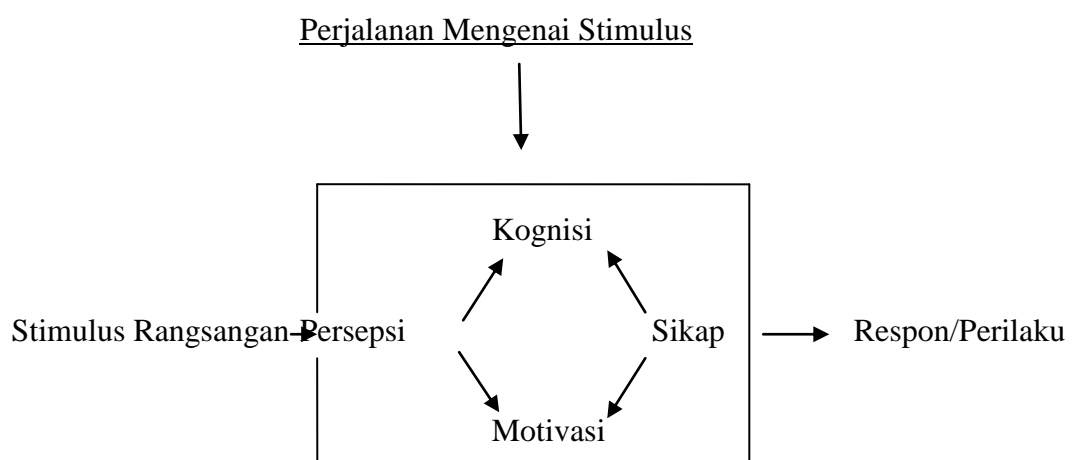 Perjalanan Mengenai Stimulus
Kognisi
Stimulus Rangsangan Persepsi Sikap Respon/Perilaku
Motivasi